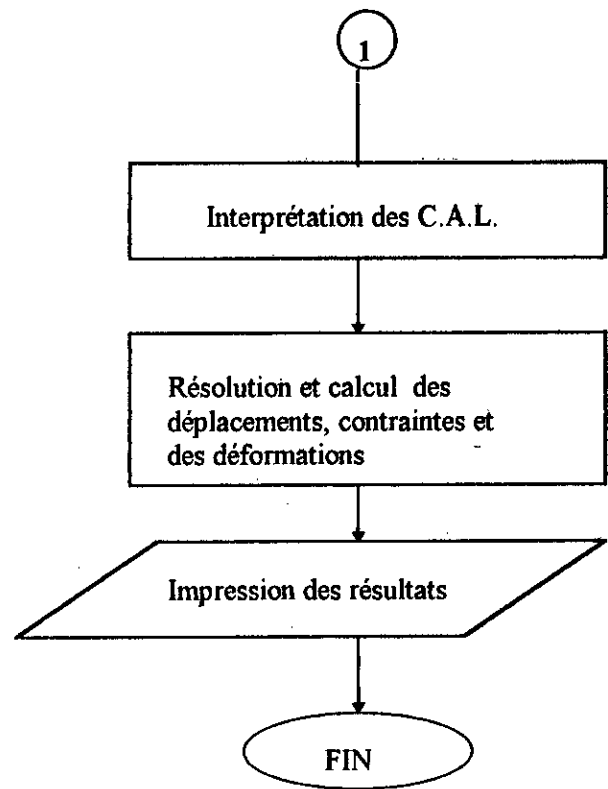 1
Interprétation des C.A.L.
Résolution et calcul des
déplacements, contraintes et
des déformations
Impression des résultats
FIN